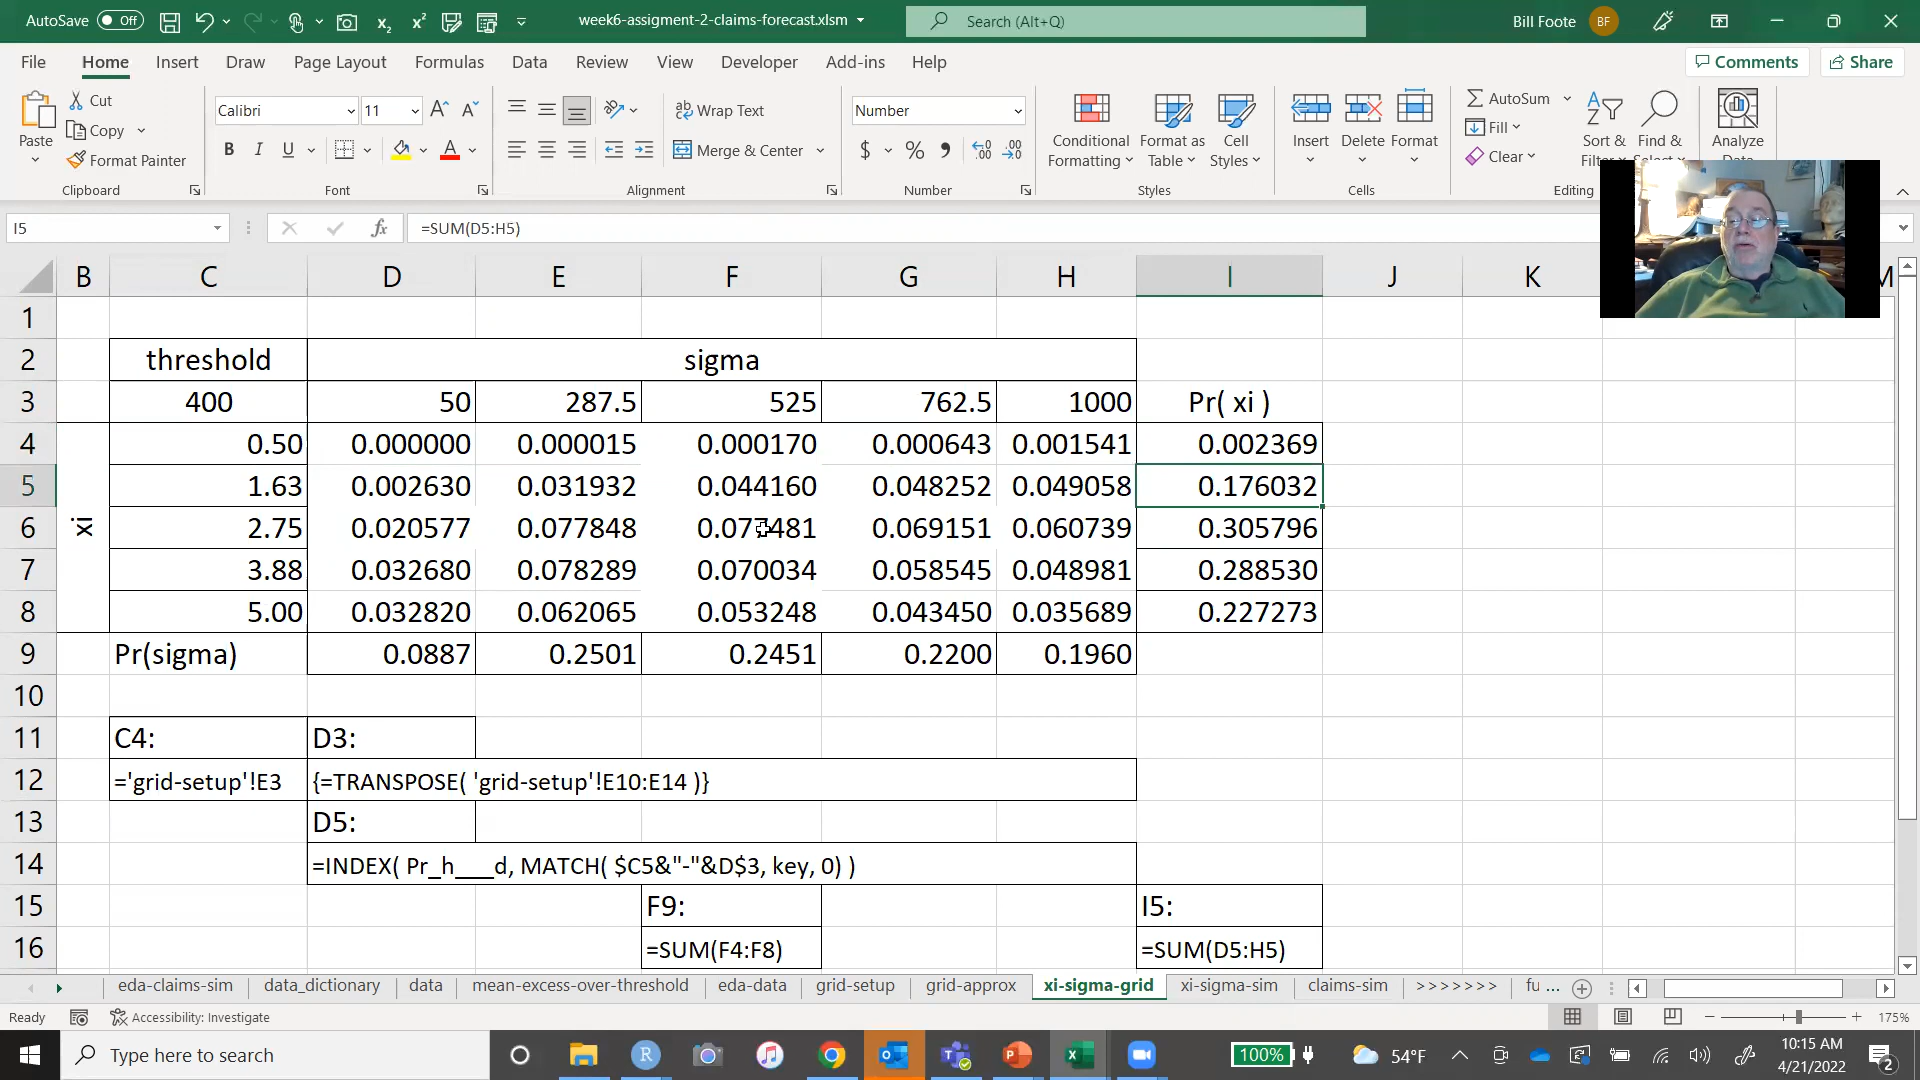 AutoSave Off week6-assigment-2-claims-forecast.xlsm Search (Alt+Q) Bill Foote BF
File Home Insert Draw Page Layout Formulas Data Review View Developer Add-ins Help Comments Share
Paste Cut Copy Format Painter Clipboard
Calibri 11 B I U Font
Wrap Text Merge & Center Alignment
Number $ % Number
Conditional Formatting Format as Table Cell Styles Styles
Insert Delete Format Cells
AutoSum Fill Clear Sort & Filter Find & Select Editing
Analyze Data
I5 fx =SUM(D5:H5)
B C D E F G H I J K M
1
2 threshold sigma
3 400 50 287.5 525 762.5 1000 Pr( xi )
4 0.50 0.000000 0.000015 0.000170 0.000643 0.001541 0.002369
5 1.63 0.002630 0.031932 0.044160 0.048252 0.049058 0.176032
6 xi 2.75 0.020577 0.077848 0.077481 0.069151 0.060739 0.305796
7 3.88 0.032680 0.078289 0.070034 0.058545 0.048981 0.288530
8 5.00 0.032820 0.062065 0.053248 0.043450 0.035689 0.227273
9 Pr(sigma) 0.0887 0.2501 0.2451 0.2200 0.1960
10
11 C4: D3:
12 ='grid-setup'!E3 {=TRANSPOSE( 'grid-setup'!E10:E14 )}
13 D5:
14 =INDEX( Pr_h___d, MATCH( $C5&"-"&D$3, key, 0) )
15 F9: I5:
16 =SUM(F4:F8) =SUM(D5:H5)
eda-claims-sim data_dictionary data mean-excess-over-threshold eda-data grid-setup grid-approx xi-sigma-grid xi-sigma-sim claims-sim >>>>>>> fu ...
Ready Accessibility: Investigate 175%
Type here to search 100% 54°F 10:15 AM
4/21/2022 2